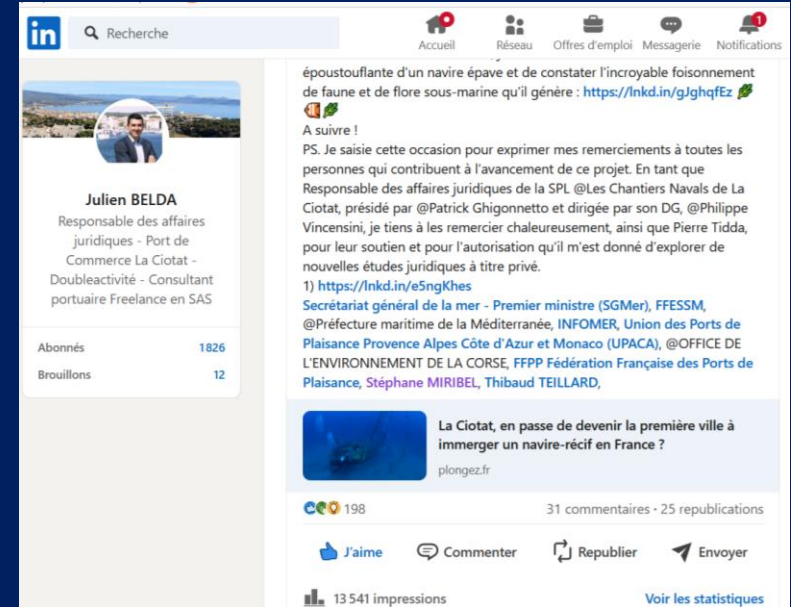 in
Recherche
Accueil
Réseau
Offres d'emploi
Messagerie
1
Notifications
Julien BELDA
Responsable des affaires
juridiques - Port de
Commerce La Ciotat -
Doubleactivité - Consultant
portuaire Freelance en SAS
Abonnés 1826
Brouillons 12
époustouflante d'un navire épave et de constater l'incroyable foisonnement
de faune et de flore sous-marine qu'il génère : https://lnkd.in/gJghqfEz
A suivre !
PS. Je saisie cette occasion pour exprimer mes remerciements à toutes les
personnes qui contribuent à l'avancement de ce projet. En tant que
Responsable des affaires juridiques de la SPL @Les Chantiers Navals de La
Ciotat, présidé par @Patrick Ghigonnetto et dirigée par son DG, @Philippe
Vincensini, je tiens à les remercier chaleureusement, ainsi que Pierre Tidda,
pour leur soutien et pour l'autorisation qu'il m'est donné d'explorer de
nouvelles études juridiques à titre privé.
1) https://lnkd.in/e5ngKhes
Secrétariat général de la mer - Premier ministre (SGMer), FFESSM,
@Préfecture maritime de la Méditerranée, INFOMER, Union des Ports de
Plaisance Provence Alpes Côte d'Azur et Monaco (UPACA), @OFFICE DE
L'ENVIRONNEMENT DE LA CORSE, FFPP Fédération Française des Ports de
Plaisance, Stéphane MIRIBEL, Thibaud TEILLARD,
La Ciotat, en passe de devenir la première ville à
immerger un navire-récif en France ?
plongez.fr
198
31 commentaires · 25 republications
J'aime
Commenter
Republier
Envoyer
13 541 impressions
Voir les statistiques